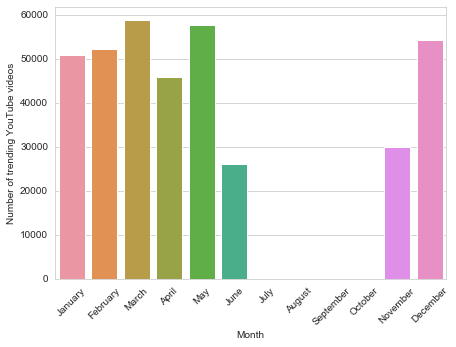 60000
50000
40000
30000
20000
10000
0
Number of trending YouTube videos
January
February
March
April
May
June
July
August
September
October
November
December
Month